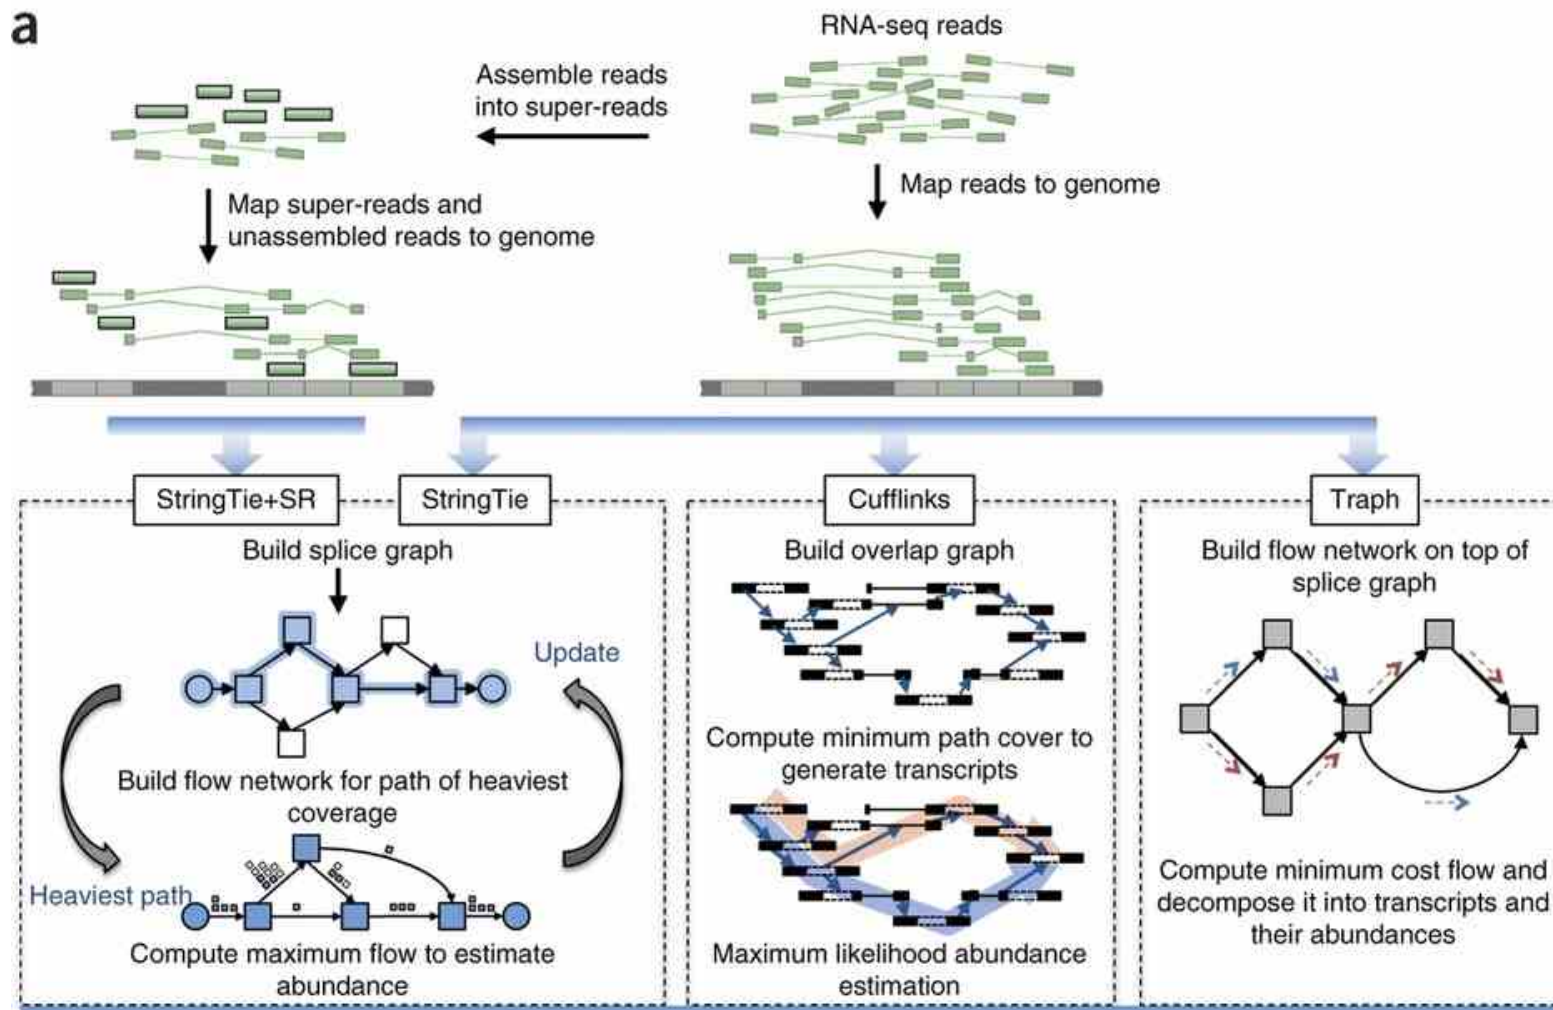 a
RNA-seq reads
Assemble reads
into super-reads
Map reads to genome
Map super-reads and
unassembled reads to genome
StringTie+SR
StringTie
Cufflinks
Traph
Build splice graph
Update
Build flow network for path of heaviest
coverage
Heaviest path
Compute maximum flow to estimate
abundance
Build overlap graph
Compute minimum path cover to
generate transcripts
Maximum likelihood abundance
estimation
Build flow network on top of
splice graph
Compute minimum cost flow and
decompose it into transcripts and
their abundances